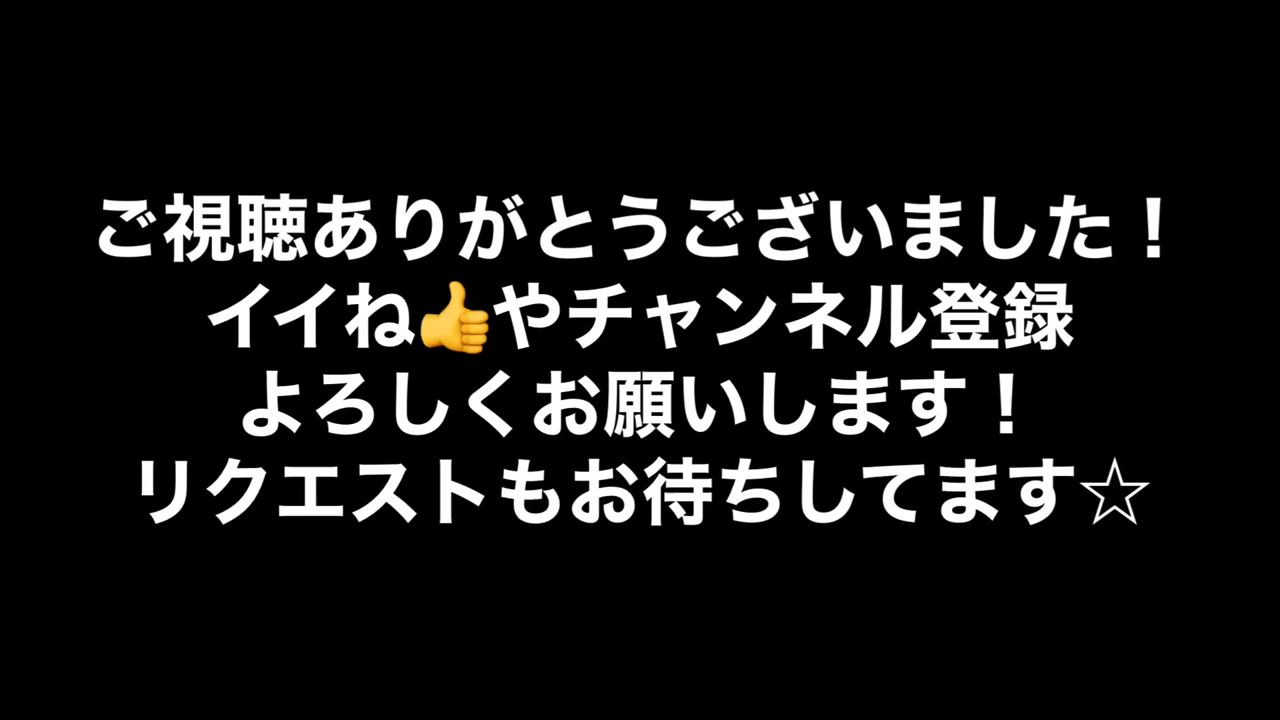 ご視聴ありがとうございました！
イイね👍やチャンネル登録
よろしくお願いします！
リクエストもお待ちしてます☆